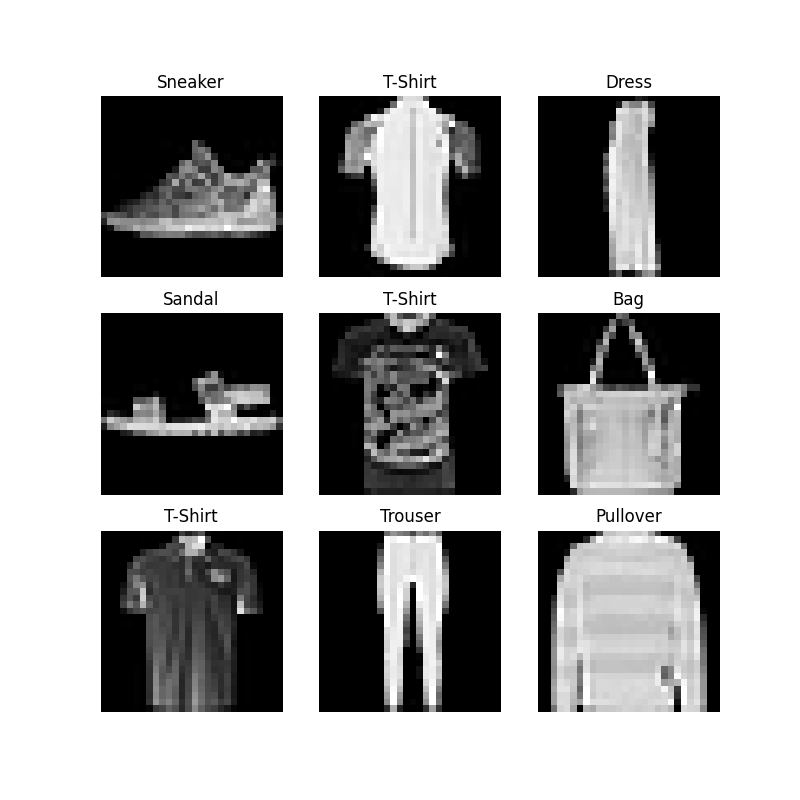 Sneaker
T-Shirt
Dress
Sandal
T-Shirt
Bag
T-Shirt
Trouser
Pullover